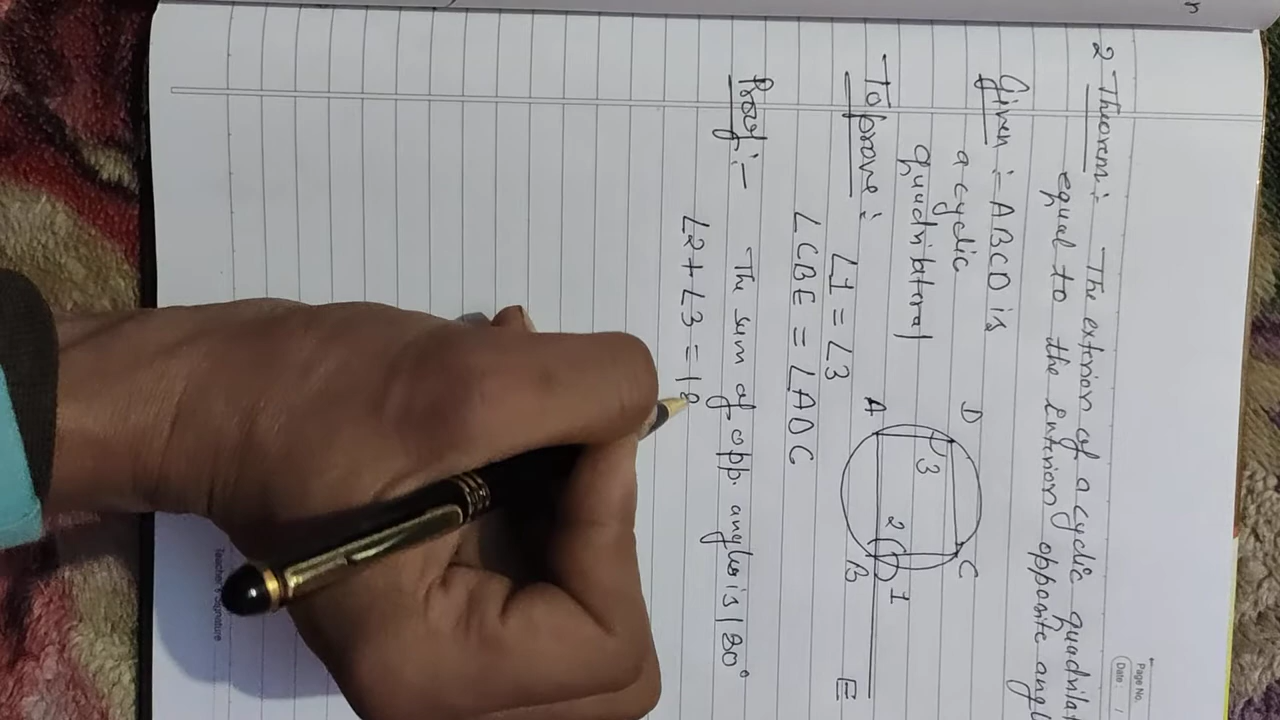 Page No.
Date : /
2 Theorem :- The exterior of a cyclic quadrilat
equal to the interior opposite angl
Given :- ABCD is
a cyclic
quadrilateral
To prove :
∠1 = ∠3
∠CBE = ∠ADC
D
C
A
B
E
3
2
1
Proof :- The sum of opp. angles is 180°
∠2 + ∠3 = 18
Teacher's Signature